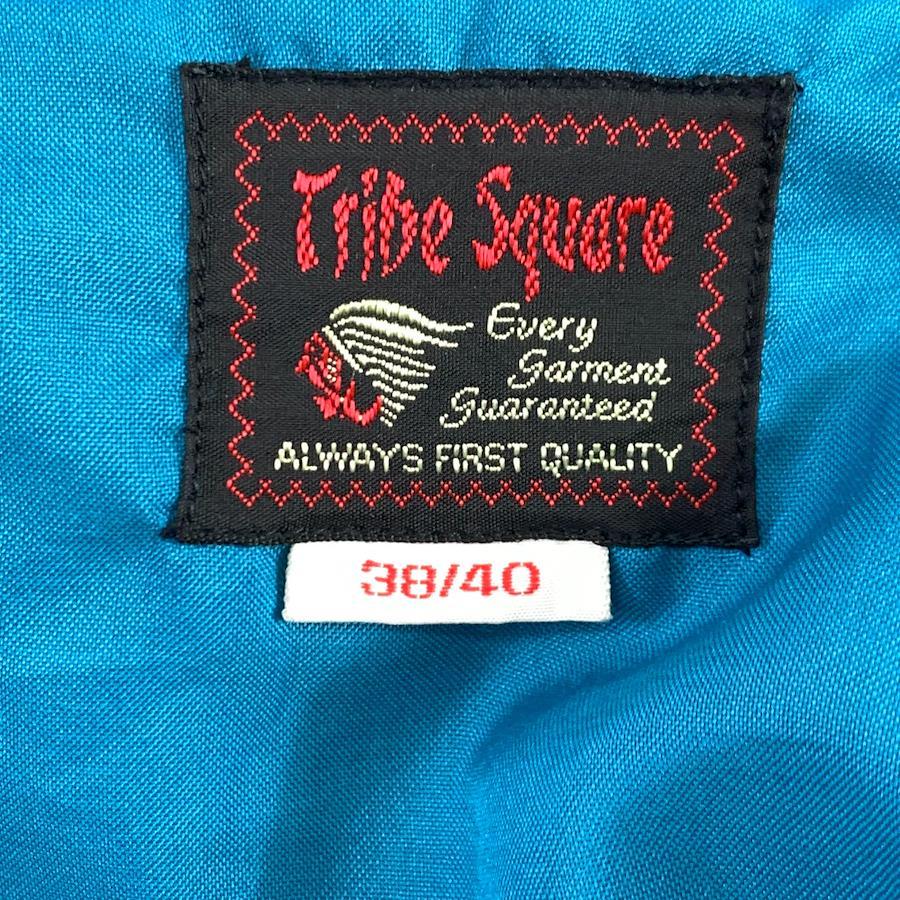 Tribe Square
Every
Garment
Guaranteed
ALWAYS FIRST QUALITY
38/40